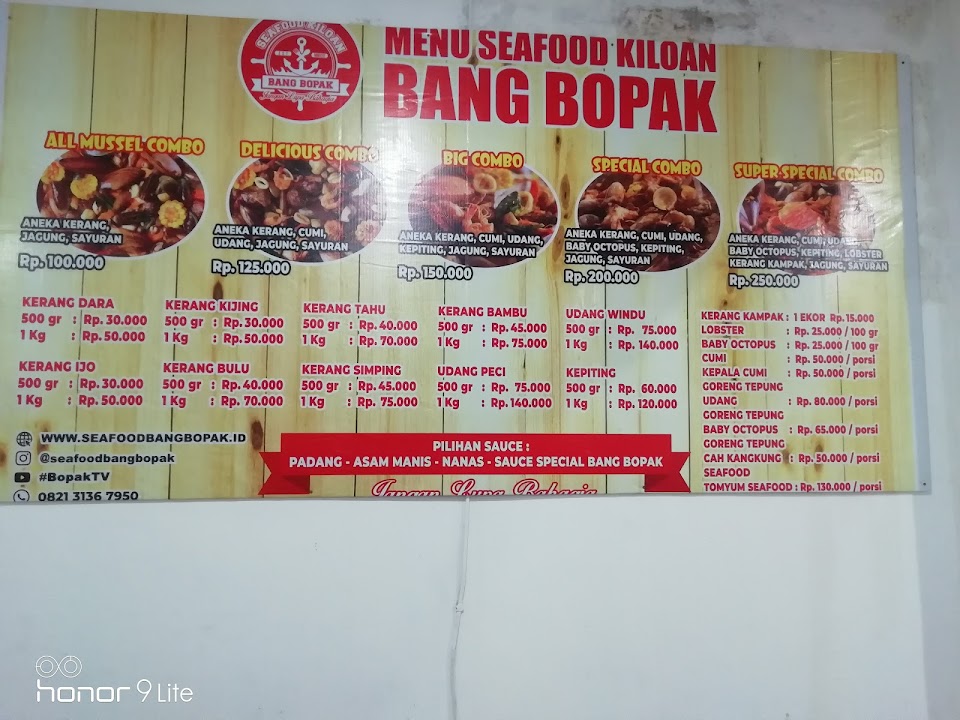 SEAFOOD KILOAN
BANG BOPAK
MENU SEAFOOD KILOAN
BANG BOPAK
ALL MUSSEL COMBO
ANEKA KERANG,
JAGUNG, SAYURAN
Rp. 100.000
DELICIOUS COMBO
ANEKA KERANG, CUMI,
UDANG, JAGUNG, SAYURAN
Rp. 125.000
BIG COMBO
ANEKA KERANG, CUMI, UDANG,
KEPITING, JAGUNG, SAYURAN
Rp. 150.000
SPECIAL COMBO
ANEKA KERANG, CUMI, UDANG,
BABY OCTOPUS, KEPITING,
JAGUNG, SAYURAN
Rp. 200.000
SUPER SPECIAL COMBO
ANEKA KERANG, CUMI, UDANG,
BABY OCTOPUS, KEPITING, LOBSTER
KERANG KAMPAK, JAGUNG, SAYURAN
Rp. 250.000
KERANG DARA
500 gr : Rp. 30.000
1 Kg : Rp. 50.000
KERANG KIJING
500 gr : Rp. 30.000
1 Kg : Rp. 50.000
KERANG TAHU
500 gr : Rp. 40.000
1 Kg : Rp. 70.000
KERANG BAMBU
500 gr : Rp. 45.000
1 Kg : Rp. 75.000
UDANG WINDU
500 gr : Rp. 75.000
1 Kg : Rp. 140.000
KERANG IJO
500 gr : Rp. 30.000
1 Kg : Rp. 50.000
KERANG BULU
500 gr : Rp. 40.000
1 Kg : Rp. 70.000
KERANG SIMPING
500 gr : Rp. 45.000
1 Kg : Rp. 75.000
UDANG PECI
500 gr : Rp. 75.000
1 Kg : Rp. 140.000
KEPITING
500 gr : Rp. 60.000
1 Kg : Rp. 120.000
KERANG KAMPAK : 1 EKOR Rp. 15.000
LOBSTER : Rp. 25.000 / 100 gr
BABY OCTOPUS : Rp. 25.000 / 100 gr
CUMI : Rp. 50.000 / porsi
KEPALA CUMI : Rp. 50.000 / porsi
GORENG TEPUNG
UDANG : Rp. 80.000 / porsi
GORENG TEPUNG
BABY OCTOPUS : Rp. 65.000 / porsi
GORENG TEPUNG
CAH KANGKUNG : Rp. 50.000 / porsi
SEAFOOD
TOMYUM SEAFOOD : Rp. 130.000 / porsi
WWW.SEAFOODBANGBOPAK.ID
@seafoodbangbopak
#BopakTV
0821 3136 7950
PILIHAN SAUCE :
PADANG - ASAM MANIS - NANAS - SAUCE SPECIAL BANG BOPAK
Jangan Lupa Bahagia
honor 9 Lite